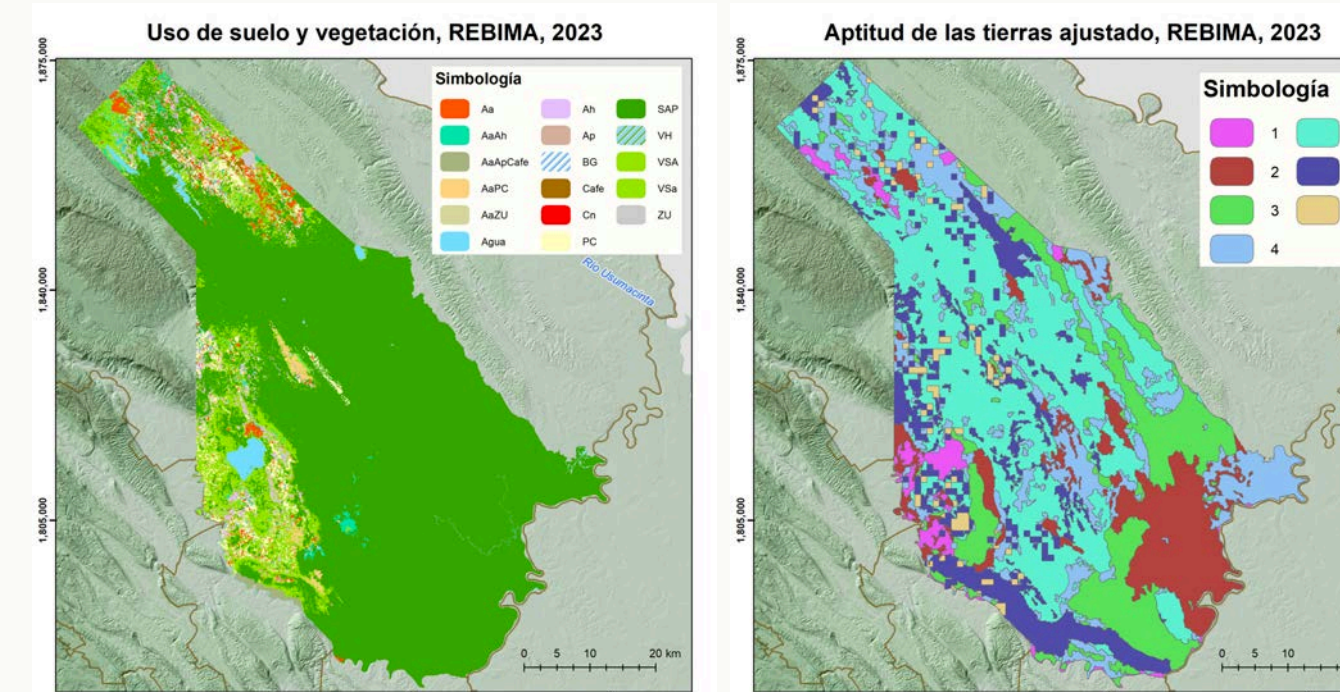 Uso de suelo y vegetación, REBIMA, 2023
1,875,000
1,840,000
1,805,000
Simbología
Aa
Ah
SAP
AaAh
Ap
VH
AaApCafe
BG
VSA
AaPC
Cafe
VSa
AaZU
Cn
ZU
Agua
PC
Río Usumacinta
0 5 10 20 km
Aptitud de las tierras ajustado, REBIMA, 2023
1,875,000
1,840,000
1,805,000
Simbología
1
2
3
4
0 5 10